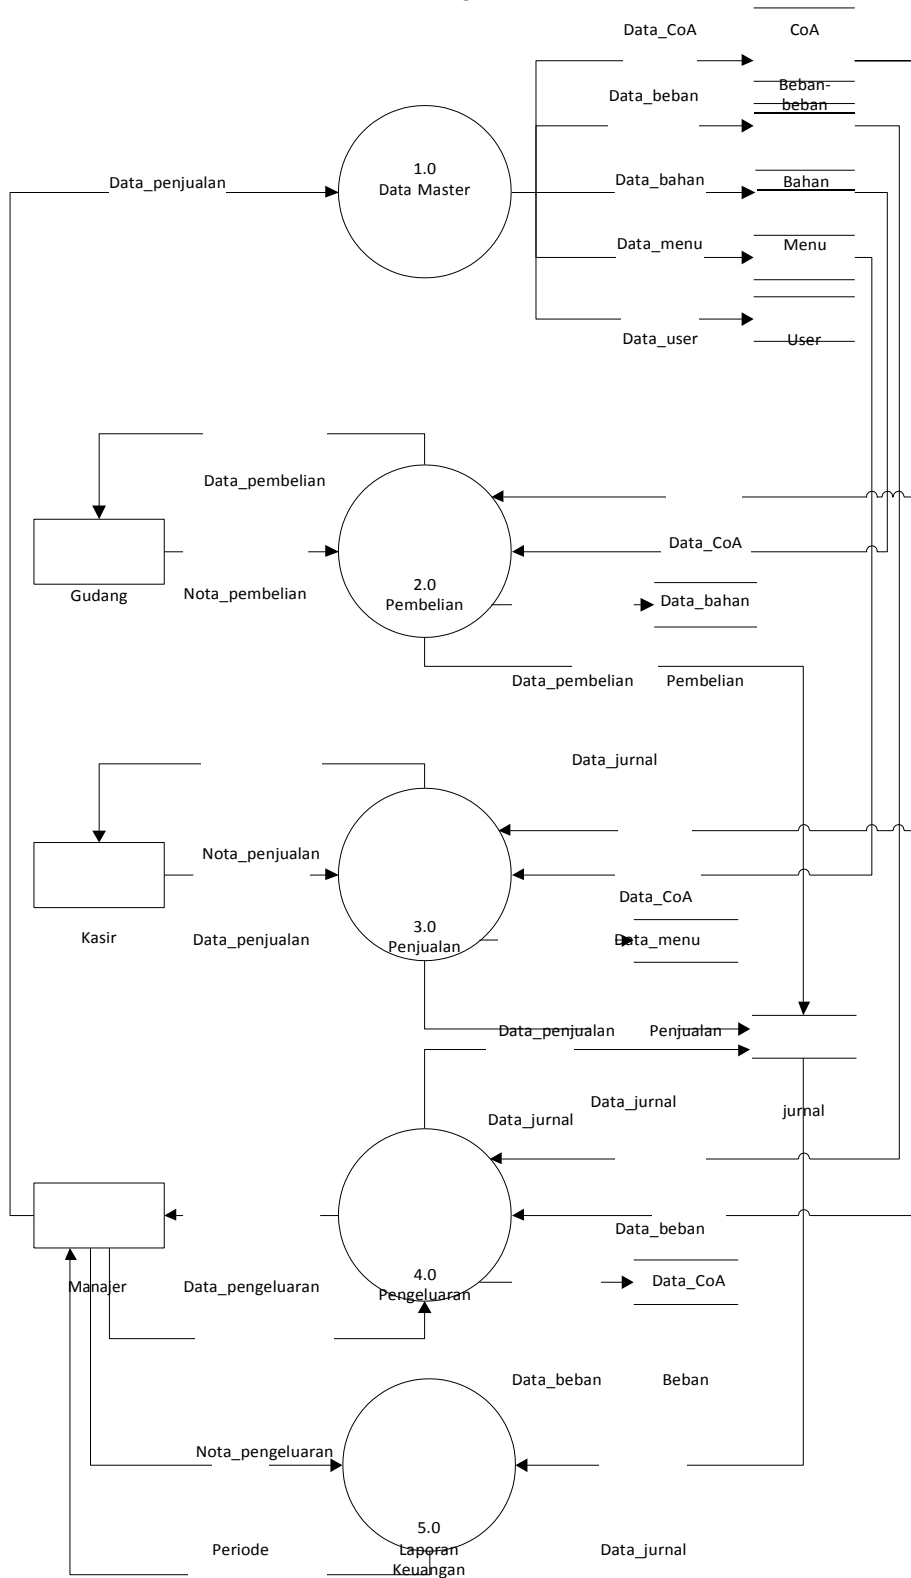 Data_CoA
CoA
Data_beban
Beban-
beban
1.0
Data Master
Data_penjualan
Data_bahan
Bahan
Data_menu
Menu
Data_user
User
Data_pembelian
Data_CoA
2.0
Pembelian
Gudang
Nota_pembelian
Data_bahan
Data_pembelian
Pembelian
Data_jurnal
Nota_penjualan
Data_CoA
3.0
Penjualan
Kasir
Data_penjualan
Data_menu
Data_penjualan
Penjualan
Data_jurnal
Data_jurnal
jurnal
Data_beban
4.0
Pengeluaran
Manajer
Data_pengeluaran
Data_CoA
Data_beban
Beban
Nota_pengeluaran
5.0
Laporan
Keuangan
Periode
Data_jurnal